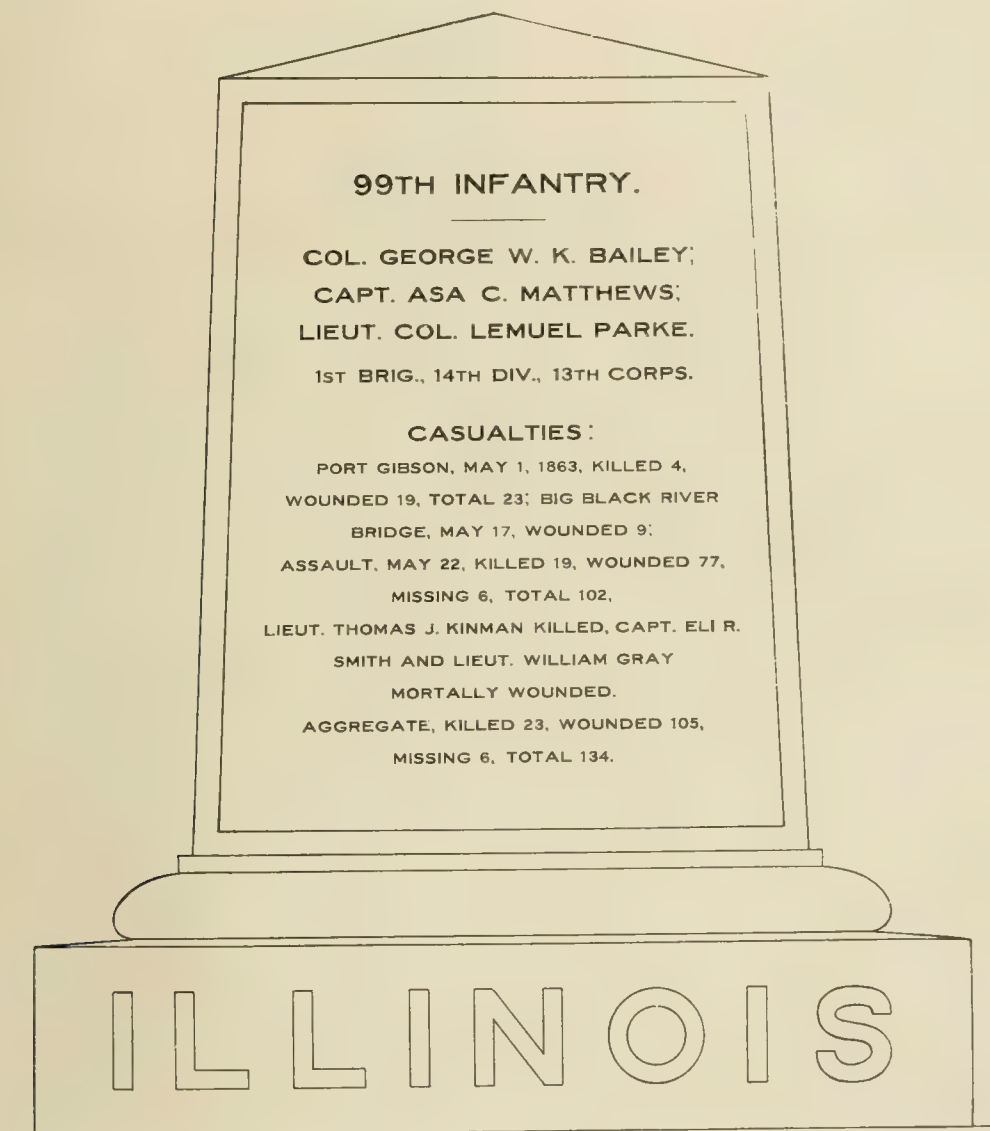 99TH INFANTRY.
COL. GEORGE W. K. BAILEY;
CAPT. ASA C. MATTHEWS;
LIEUT. COL. LEMUEL PARKE.
1ST BRIG., 14TH DIV., 13TH CORPS.
CASUALTIES:
PORT GIBSON, MAY 1, 1863, KILLED 4,
WOUNDED 19, TOTAL 23; BIG BLACK RIVER
BRIDGE, MAY 17, WOUNDED 9;
ASSAULT, MAY 22, KILLED 19, WOUNDED 77,
MISSING 6, TOTAL 102,
LIEUT. THOMAS J. KINMAN KILLED, CAPT. ELI R.
SMITH AND LIEUT. WILLIAM GRAY
MORTALLY WOUNDED.
AGGREGATE, KILLED 23, WOUNDED 105,
MISSING 6, TOTAL 134.
ILLINOIS